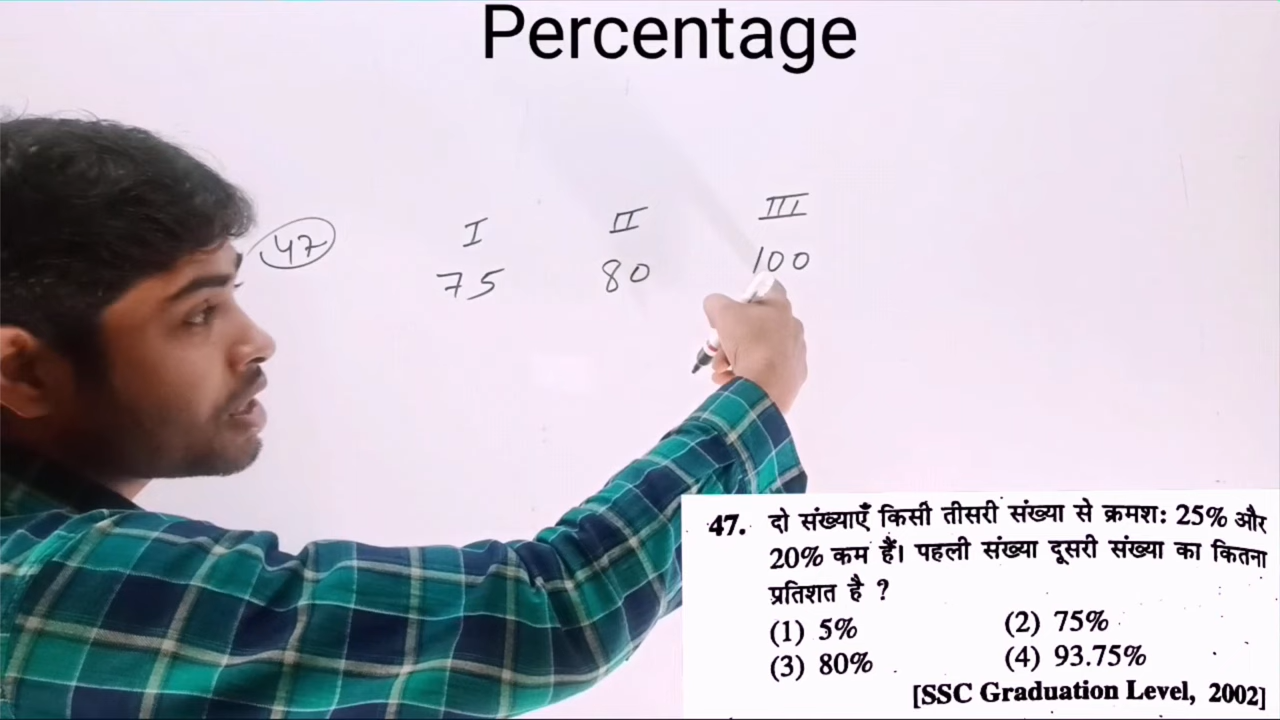 Percentage
47
I II III
75 80 100
47. दो संख्याएँ किसी तीसरी संख्या से क्रमश: 25% और
20% कम हैं। पहली संख्या दूसरी संख्या का कितना
प्रतिशत है ?
(1) 5% (2) 75%
(3) 80% (4) 93.75%
[SSC Graduation Level, 2002]